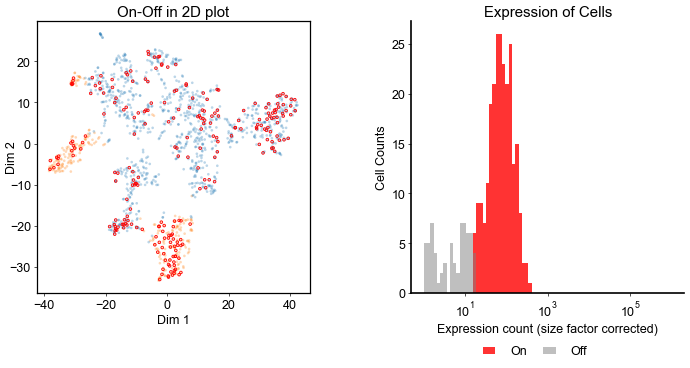 On-Off in 2D plot
20
10
0
−10
−20
−30
−40
−20
0
20
40
Dim 2
Dim 1
Expression of Cells
25
20
15
10
5
0
10^1
10^3
10^5
Cell Counts
Expression count (size factor corrected)
On
Off